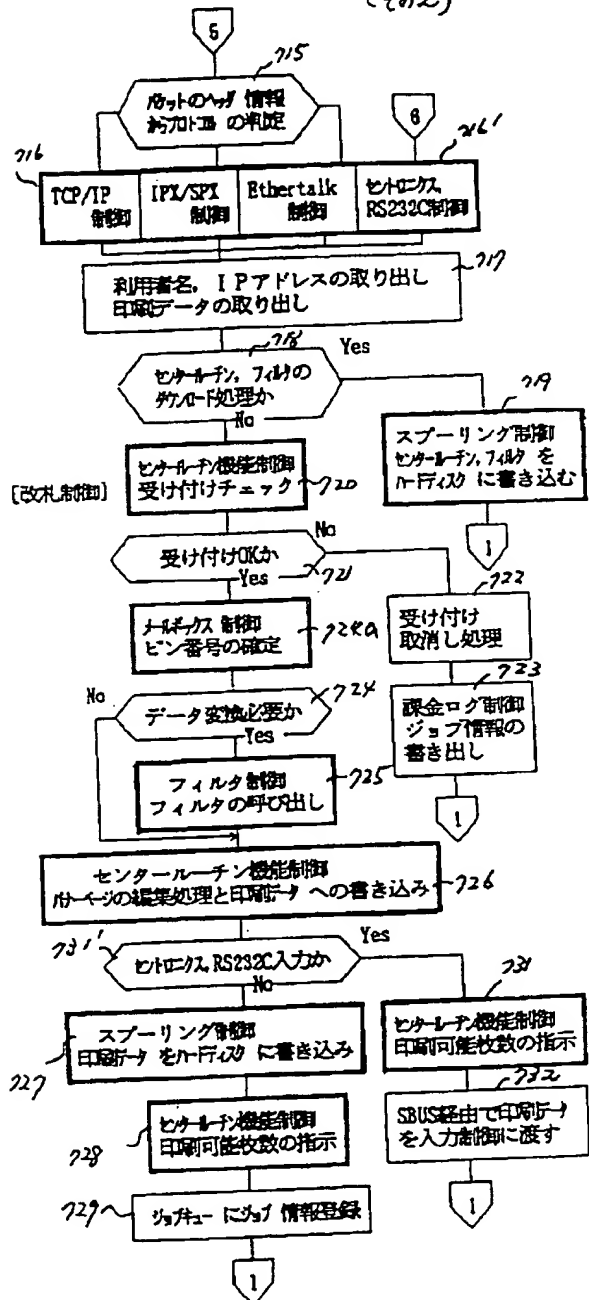 (その2)
5
715
パケットのヘッダ 情報
からプロトコル の判定
6
716
716'
TCP/IP
制御
IPX/SPX
制御
Ethertalk
制御
セントロニクス,
RS232C制御
717
利用者名, IPアドレスの取り出し
印刷データの取り出し
718
Yes
センタールーチン, フィルタの
ダウンロード処理か
No
719
スプーリング制御
センタールーチン,フィルタ を
ハードディスク に書き込む
1
[改札制御]
センタールーチン機能制御
受け付けチェック
720
No
受け付けOKか
Yes
721
722
受け付け
取消し処理
メールボックス 制御
ビン番号の確定
724a
723
課金ログ制御
ジョブ情報の
書き出し
1
No
データ変換必要か
724
Yes
フィルタ制御
フィルタの呼び出し
725
センタールーチン機能制御
バナーページの編集処理と印刷データ への書き込み
726
731'
Yes
セントロニクス,RS232C入力か
No
731
センタールーチン機能制御
印刷可能枚数の指示
スプーリング制御
印刷データ をハードディスク に書き込み
727
732
SBUS経由で印刷データ
を入力制御に渡す
1
センタールーチン機能制御
印刷可能枚数の指示
728
729
ジョブキュー にジョブ 情報登録
1